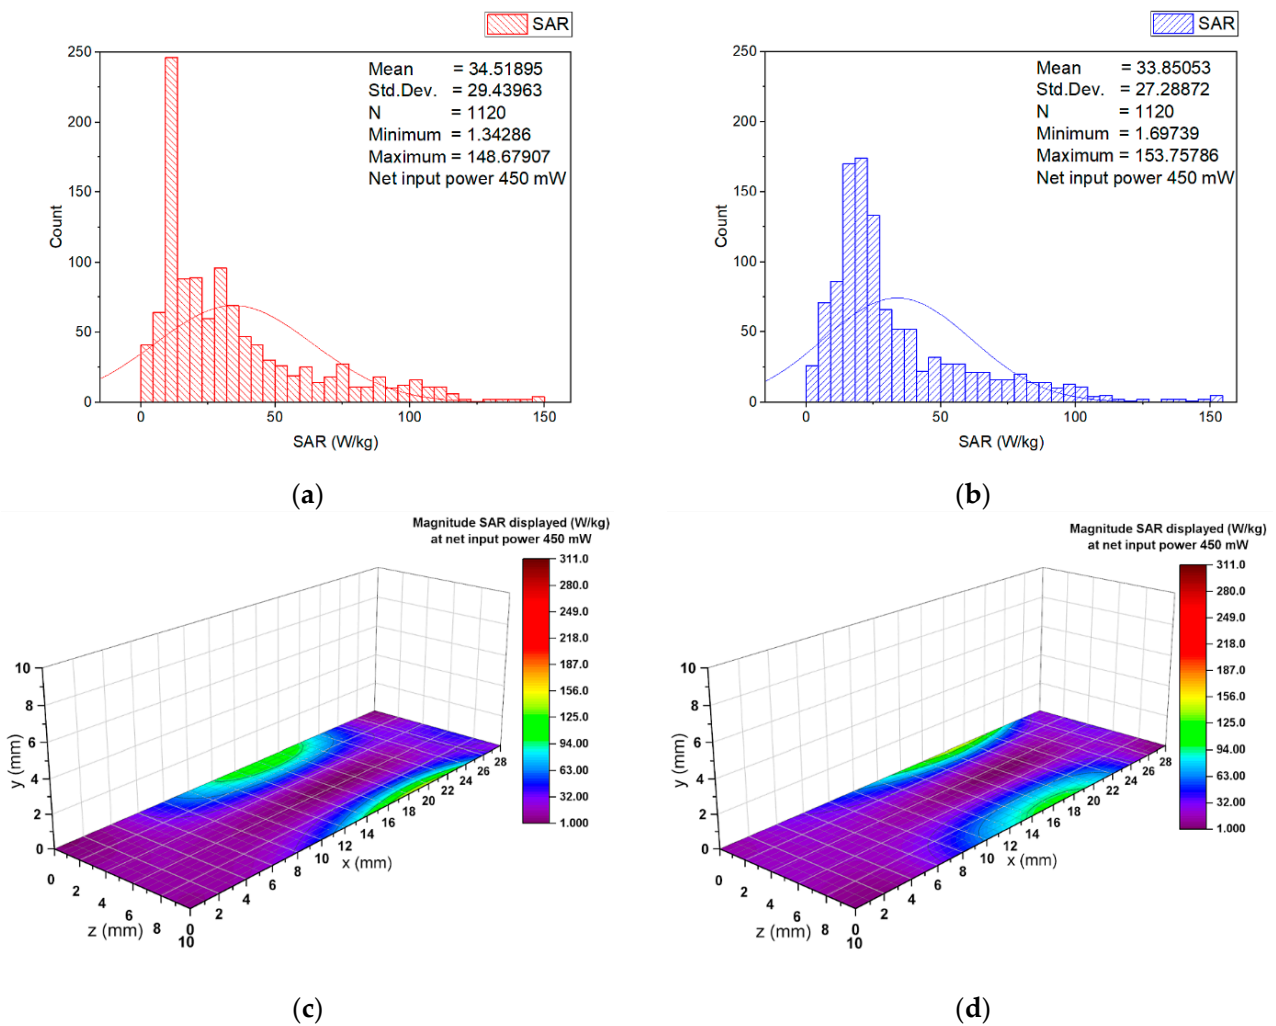 SAR
250
200
150
100
50
0
Count
Mean = 34.51895
Std.Dev. = 29.43963
N = 1120
Minimum = 1.34286
Maximum = 148.67907
Net input power 450 mW
0 50 100 150
SAR (W/kg)
(a)
SAR
250
200
150
100
50
0
Count
Mean = 33.85053
Std.Dev. = 27.28872
N = 1120
Minimum = 1.69739
Maximum = 153.75786
Net input power 450 mW
0 50 100 150
SAR (W/kg)
(b)
Magnitude SAR displayed (W/kg)
at net input power 450 mW
311.0
280.0
249.0
218.0
187.0
156.0
125.0
94.00
63.00
32.00
1.000
10
8
6
4
2
0
y (mm)
0 2 4 6 8 10
z (mm)
0 2 4 6 8 10 12 14 16 18 20 22 24 26 28
x (mm)
(c)
Magnitude SAR displayed (W/kg)
at net input power 450 mW
311.0
280.0
249.0
218.0
187.0
156.0
125.0
94.00
63.00
32.00
1.000
10
8
6
4
2
0
y (mm)
0 2 4 6 8 10
z (mm)
0 2 4 6 8 10 12 14 16 18 20 22 24 26 28
x (mm)
(d)